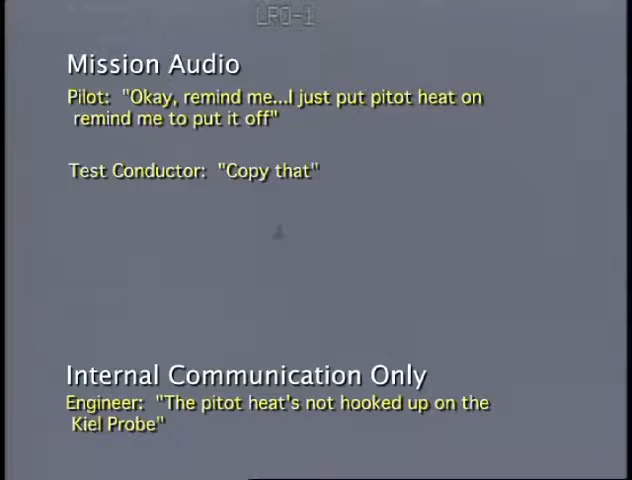 LRO-1
Mission Audio
Pilot: "Okay, remind me...I just put pitot heat on
remind me to put it off"
Test Conductor: "Copy that"
Internal Communication Only
Engineer: "The pitot heat's not hooked up on the
Kiel Probe"